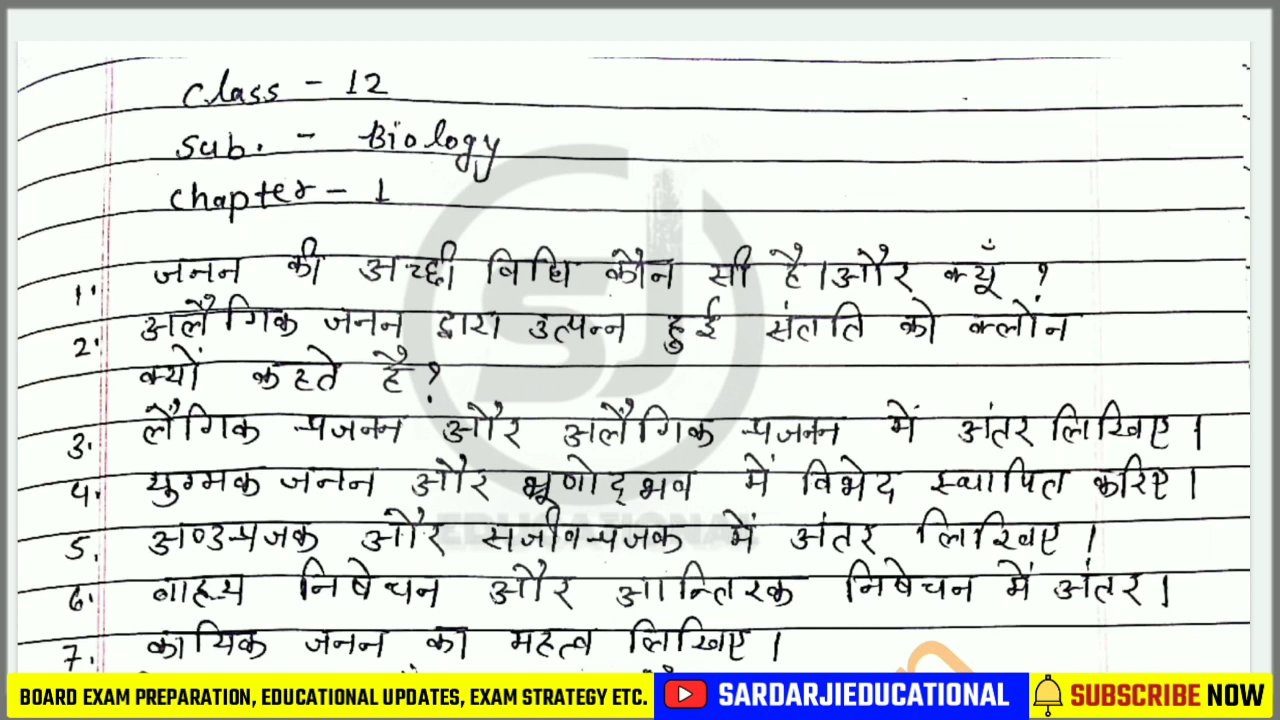 Class - 12
Sub. - Biology
Chapter - 1
1. जनन की अच्छी विधि कौन सी है। और क्यूँ ?
2. अलैंगिक जनन द्वारा उत्पन्न हुई संतति को क्लोन
क्यों कहते है ?
3. लैंगिक प्रजनन और अलैंगिक प्रजनन में अंतर लिखिए।
4. युग्मक जनन और भ्रूणोद्भव में विभेद स्थापित करिए।
5. अण्डप्रजक और सजीवप्रजक में अंतर लिखिए।
6. बाह्य निषेचन और आन्तिरक निषेचन में अंतर।
7. कायिक जनन का महत्व लिखिए।
SJ
EDUCATIONAL
BOARD EXAM PREPARATION, EDUCATIONAL UPDATES, EXAM STRATEGY ETC. SARDARJIEDUCATIONAL SUBSCRIBE NOW